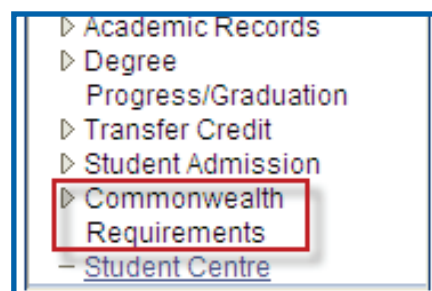 Academic Records
Degree
Progress/Graduation
Transfer Credit
Student Admission
Commonwealth
Requirements
Student Centre